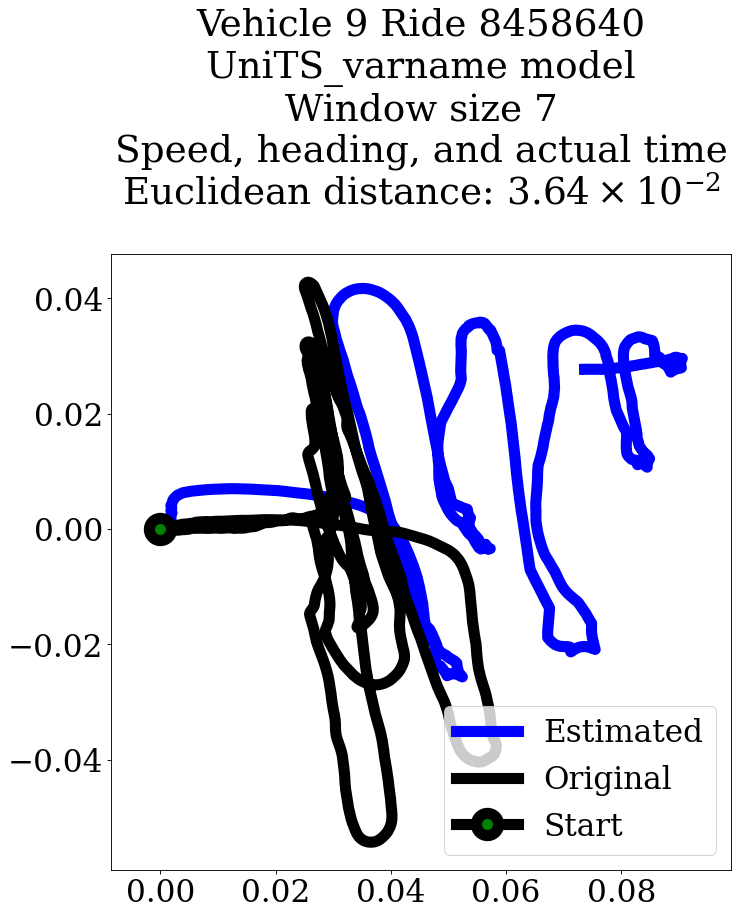 Vehicle 9 Ride 8458640
UniTS_varname model
Window size 7
Speed, heading, and actual time
Euclidean distance: 3.64 × 10⁻²
0.04
0.02
0.00
−0.02
−0.04
Estimated
Original
Start
0.00 0.02 0.04 0.06 0.08